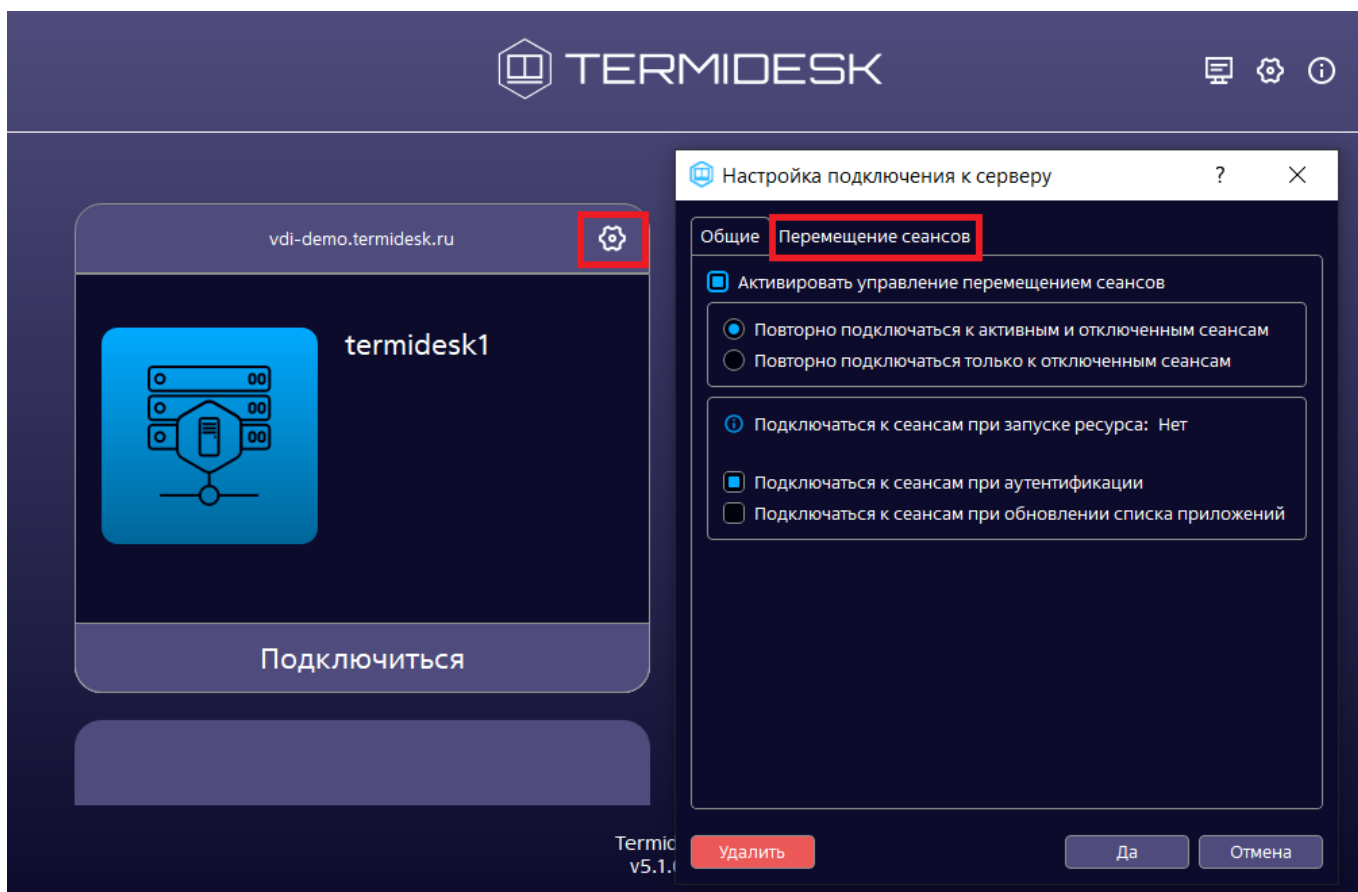 TERMIDESK
Настройка подключения к серверу
?
vdi-demo.termidesk.ru
Общие
Перемещение сеансов
Активировать управление перемещением сеансов
Повторно подключаться к активным и отключенным сеансам
Повторно подключаться только к отключенным сеансам
termidesk1
Подключаться к сеансам при запуске ресурса: Нет
Подключаться к сеансам при аутентификации
Подключаться к сеансам при обновлении списка приложений
Подключиться
Удалить
Да
Отмена